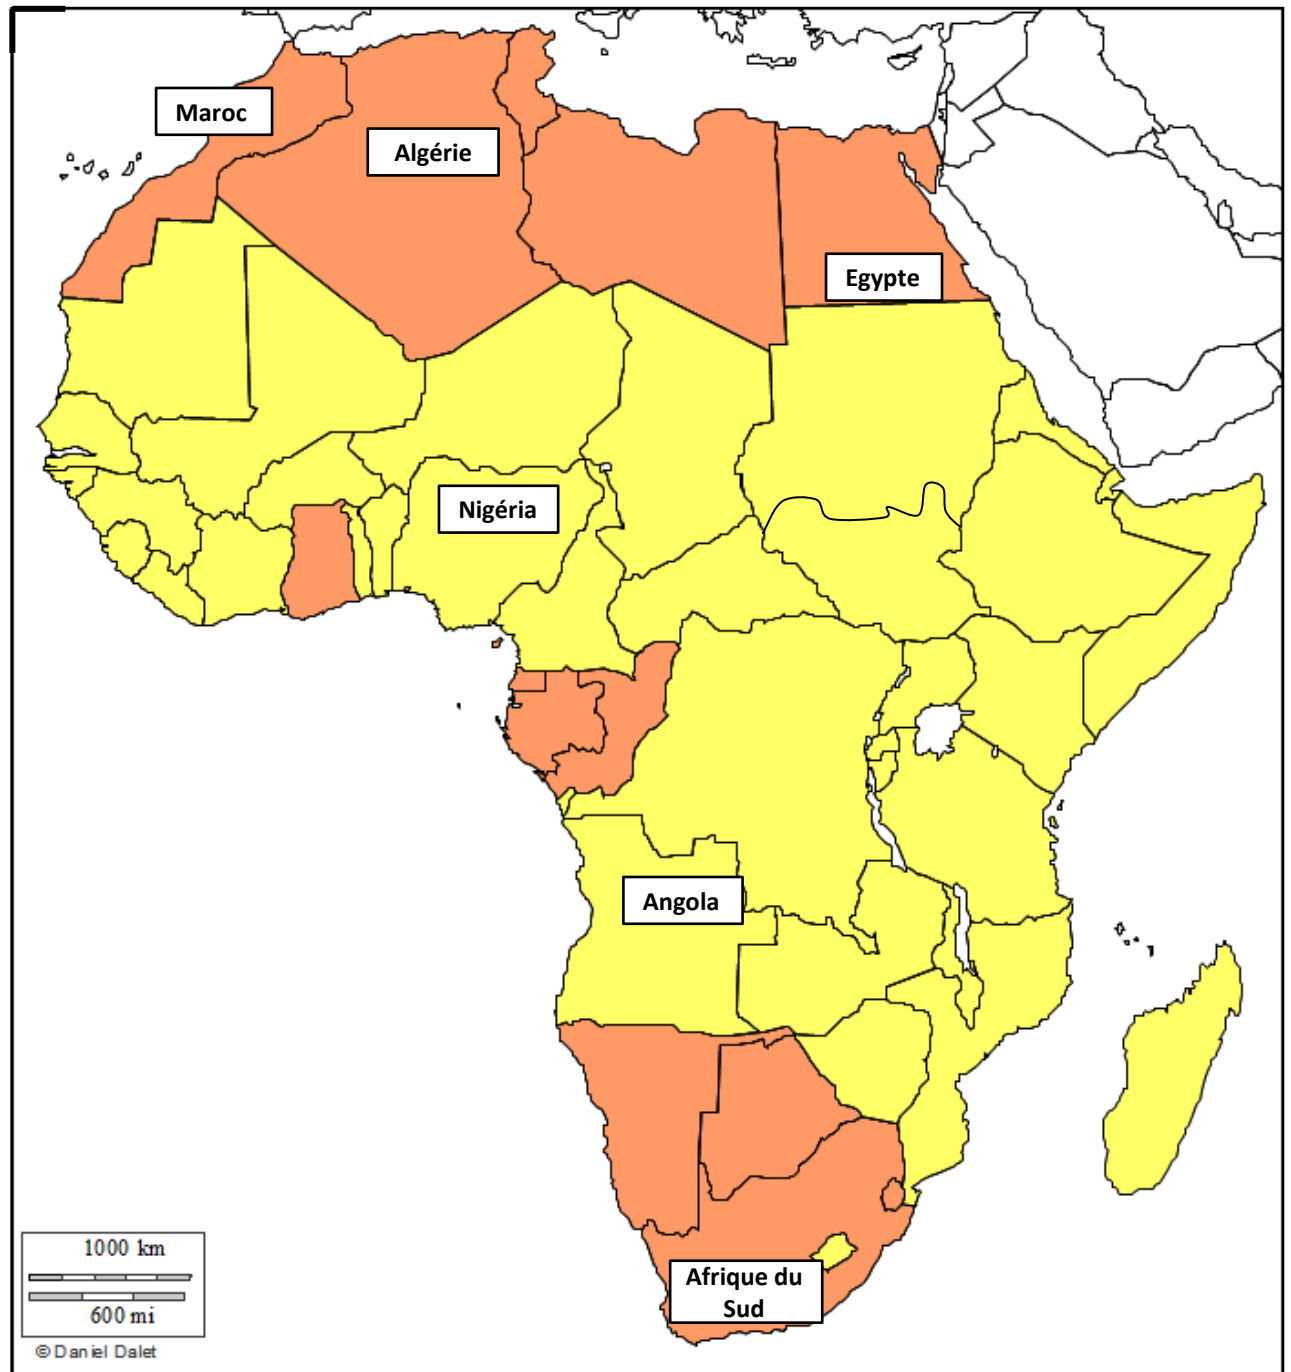 Maroc
Algérie
Egypte
Nigéria
Angola
Afrique du
Sud
1000 km
600 mi
©Daniel Dalet